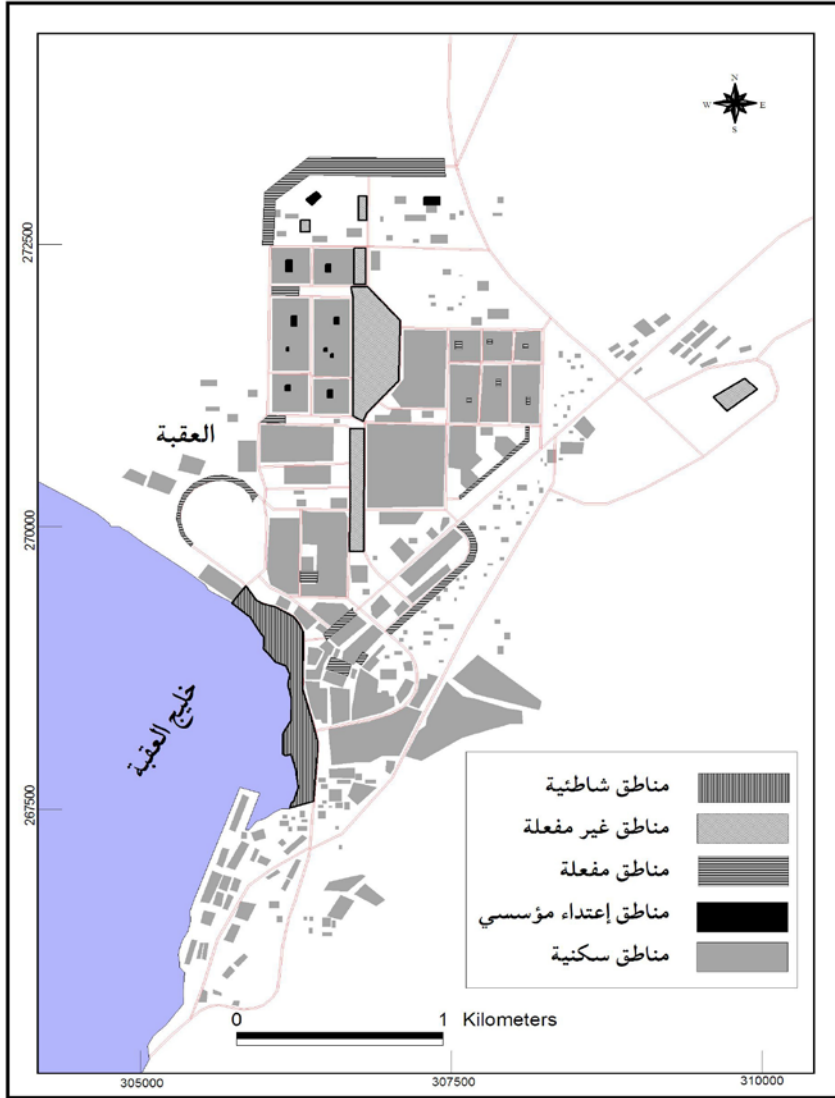 N
W E
S
272500
العقبة
270000
خليج العقبة
267500
مناطق شاطئية
مناطق غير مفعلة
مناطق مفعلة
مناطق إعتداء مؤسسي
مناطق سكنية
0 1 Kilometers
305000 307500 310000